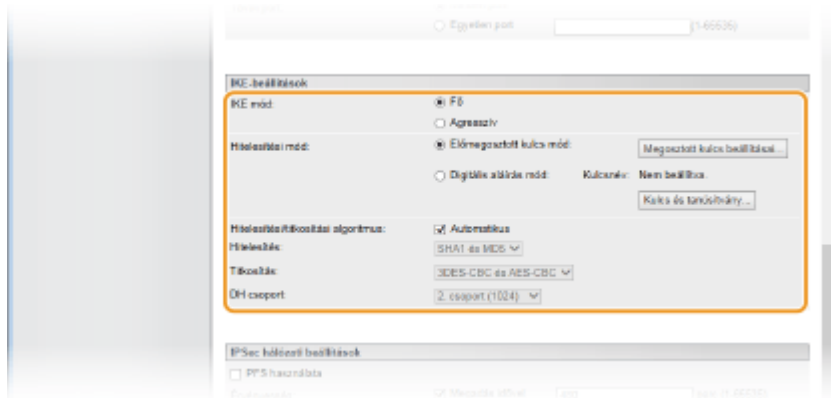 Egyetlen port (1-65535)
IKE-beállítások
IKE mód: Fő
Agresszív
Hitelesítési mód: Előmegosztott kulcs mód: Megosztott kulcs beállításai...
Digitális aláírás mód: Kulcsnév: Nem beállítva.
Kulcs és tanúsítvány...
Hitelesítés/titkosítási algoritmus: Automatikus
Hitelesítés: SHA1 és MD5
Titkosítás: 3DES-CBC és AES-CBC
DH csoport: 2. csoport (1024)
IPSec hálózati beállítások
PFS használata